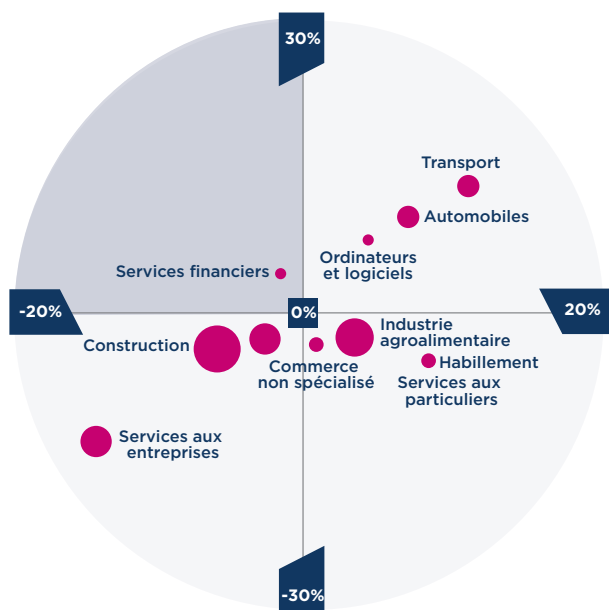 30%
Transport
Automobiles
Ordinateurs
et logiciels
Services financiers
-20%
0%
20%
Industrie
agroalimentaire
Construction
Commerce
non spécialisé
Habillement
Services aux
particuliers
Services aux
entreprises
-30%